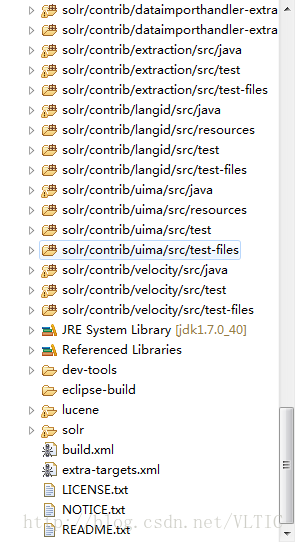 solr/contrib/dataimporthandler-extra
solr/contrib/dataimporthandler-extra
solr/contrib/extraction/src/java
solr/contrib/extraction/src/test
solr/contrib/extraction/src/test-files
solr/contrib/langid/src/java
solr/contrib/langid/src/resources
solr/contrib/langid/src/test
solr/contrib/langid/src/test-files
solr/contrib/uima/src/java
solr/contrib/uima/src/resources
solr/contrib/uima/src/test
solr/contrib/uima/src/test-files
solr/contrib/velocity/src/java
solr/contrib/velocity/src/test
solr/contrib/velocity/src/test-files
JRE System Library [jdk1.7.0_40]
Referenced Libraries
dev-tools
eclipse-build
lucene
solr
build.xml
extra-targets.xml
LICENSE.txt
NOTICE.txt
http://blog.csdn.net/VLTIC
README.txt